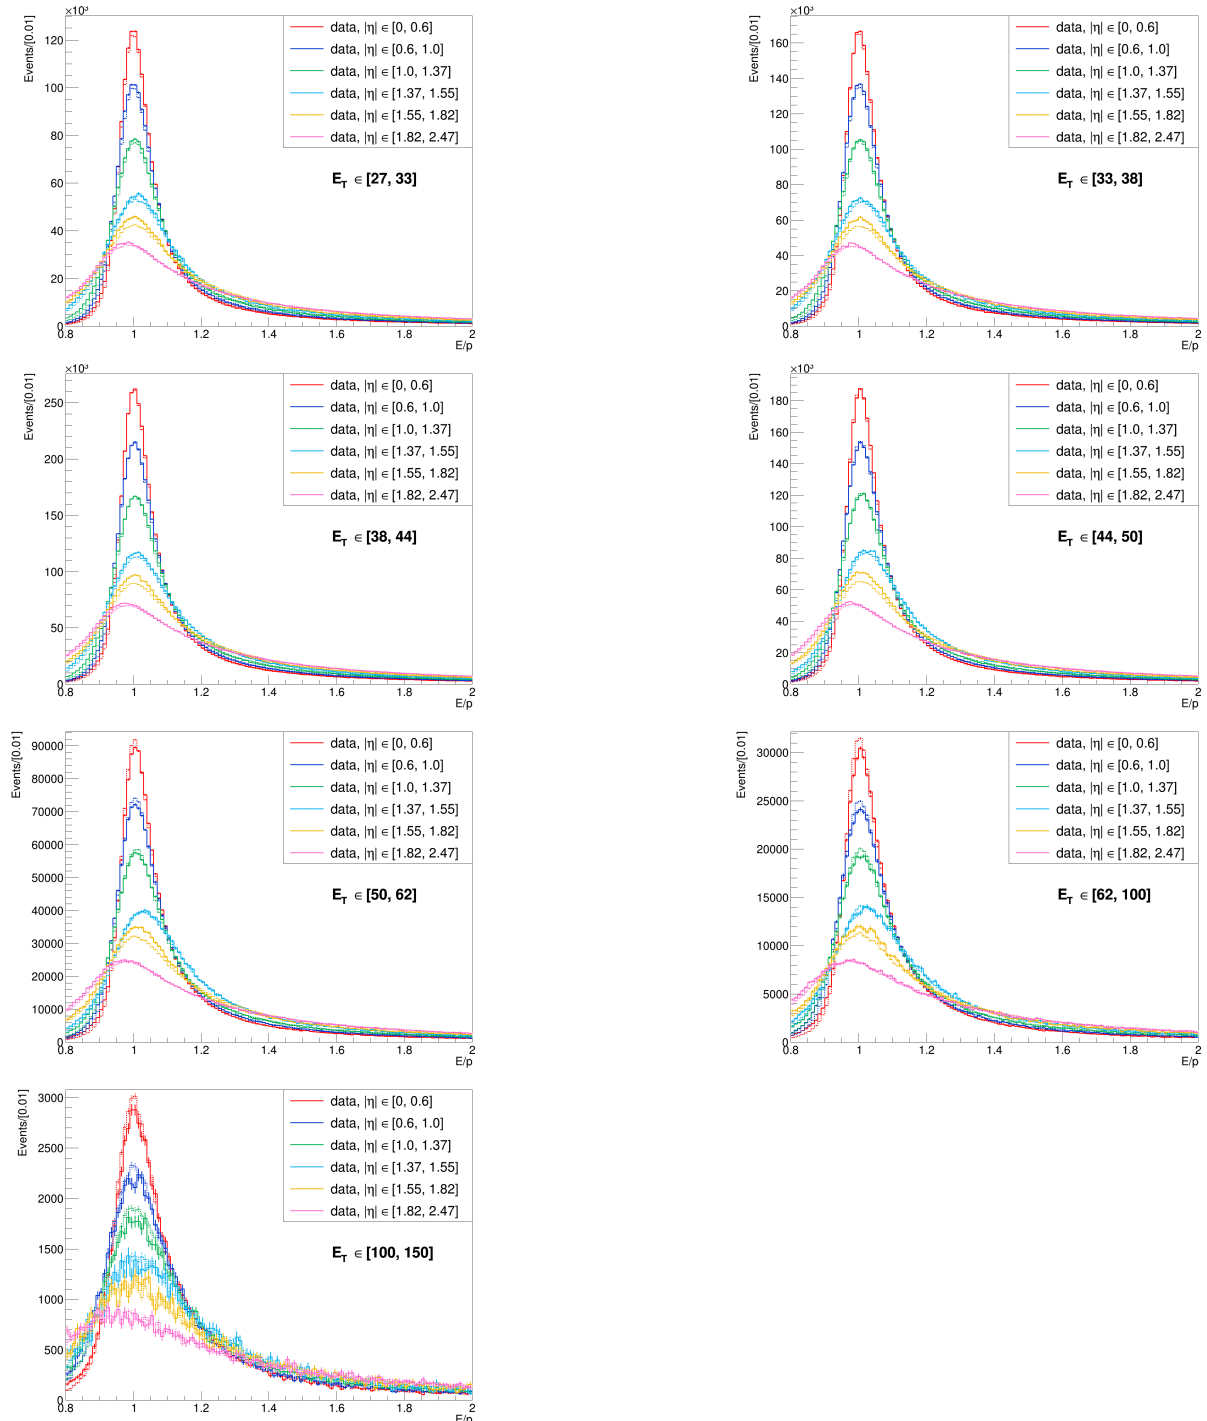 ×10³
Events/[0.01]
120
100
80
60
40
20
0
0.8 1 1.2 1.4 1.6 1.8 2
E/p
data, |η| ∈ [0, 0.6]
data, |η| ∈ [0.6, 1.0]
data, |η| ∈ [1.0, 1.37]
data, |η| ∈ [1.37, 1.55]
data, |η| ∈ [1.55, 1.82]
data, |η| ∈ [1.82, 2.47]
E_T ∈ [27, 33]
×10³
Events/[0.01]
160
140
120
100
80
60
40
20
0
0.8 1 1.2 1.4 1.6 1.8 2
E/p
data, |η| ∈ [0, 0.6]
data, |η| ∈ [0.6, 1.0]
data, |η| ∈ [1.0, 1.37]
data, |η| ∈ [1.37, 1.55]
data, |η| ∈ [1.55, 1.82]
data, |η| ∈ [1.82, 2.47]
E_T ∈ [33, 38]
×10³
Events/[0.01]
250
200
150
100
50
0
0.8 1 1.2 1.4 1.6 1.8 2
E/p
data, |η| ∈ [0, 0.6]
data, |η| ∈ [0.6, 1.0]
data, |η| ∈ [1.0, 1.37]
data, |η| ∈ [1.37, 1.55]
data, |η| ∈ [1.55, 1.82]
data, |η| ∈ [1.82, 2.47]
E_T ∈ [38, 44]
×10³
Events/[0.01]
180
160
140
120
100
80
60
40
20
0
0.8 1 1.2 1.4 1.6 1.8 2
E/p
data, |η| ∈ [0, 0.6]
data, |η| ∈ [0.6, 1.0]
data, |η| ∈ [1.0, 1.37]
data, |η| ∈ [1.37, 1.55]
data, |η| ∈ [1.55, 1.82]
data, |η| ∈ [1.82, 2.47]
E_T ∈ [44, 50]
Events/[0.01]
90000
80000
70000
60000
50000
40000
30000
20000
10000
0
0.8 1 1.2 1.4 1.6 1.8 2
E/p
data, |η| ∈ [0, 0.6]
data, |η| ∈ [0.6, 1.0]
data, |η| ∈ [1.0, 1.37]
data, |η| ∈ [1.37, 1.55]
data, |η| ∈ [1.55, 1.82]
data, |η| ∈ [1.82, 2.47]
E_T ∈ [50, 62]
Events/[0.01]
30000
25000
20000
15000
10000
5000
0
0.8 1 1.2 1.4 1.6 1.8 2
E/p
data, |η| ∈ [0, 0.6]
data, |η| ∈ [0.6, 1.0]
data, |η| ∈ [1.0, 1.37]
data, |η| ∈ [1.37, 1.55]
data, |η| ∈ [1.55, 1.82]
data, |η| ∈ [1.82, 2.47]
E_T ∈ [62, 100]
Events/[0.01]
3000
2500
2000
1500
1000
500
0
0.8 1 1.2 1.4 1.6 1.8 2
E/p
data, |η| ∈ [0, 0.6]
data, |η| ∈ [0.6, 1.0]
data, |η| ∈ [1.0, 1.37]
data, |η| ∈ [1.37, 1.55]
data, |η| ∈ [1.55, 1.82]
data, |η| ∈ [1.82, 2.47]
E_T ∈ [100, 150]